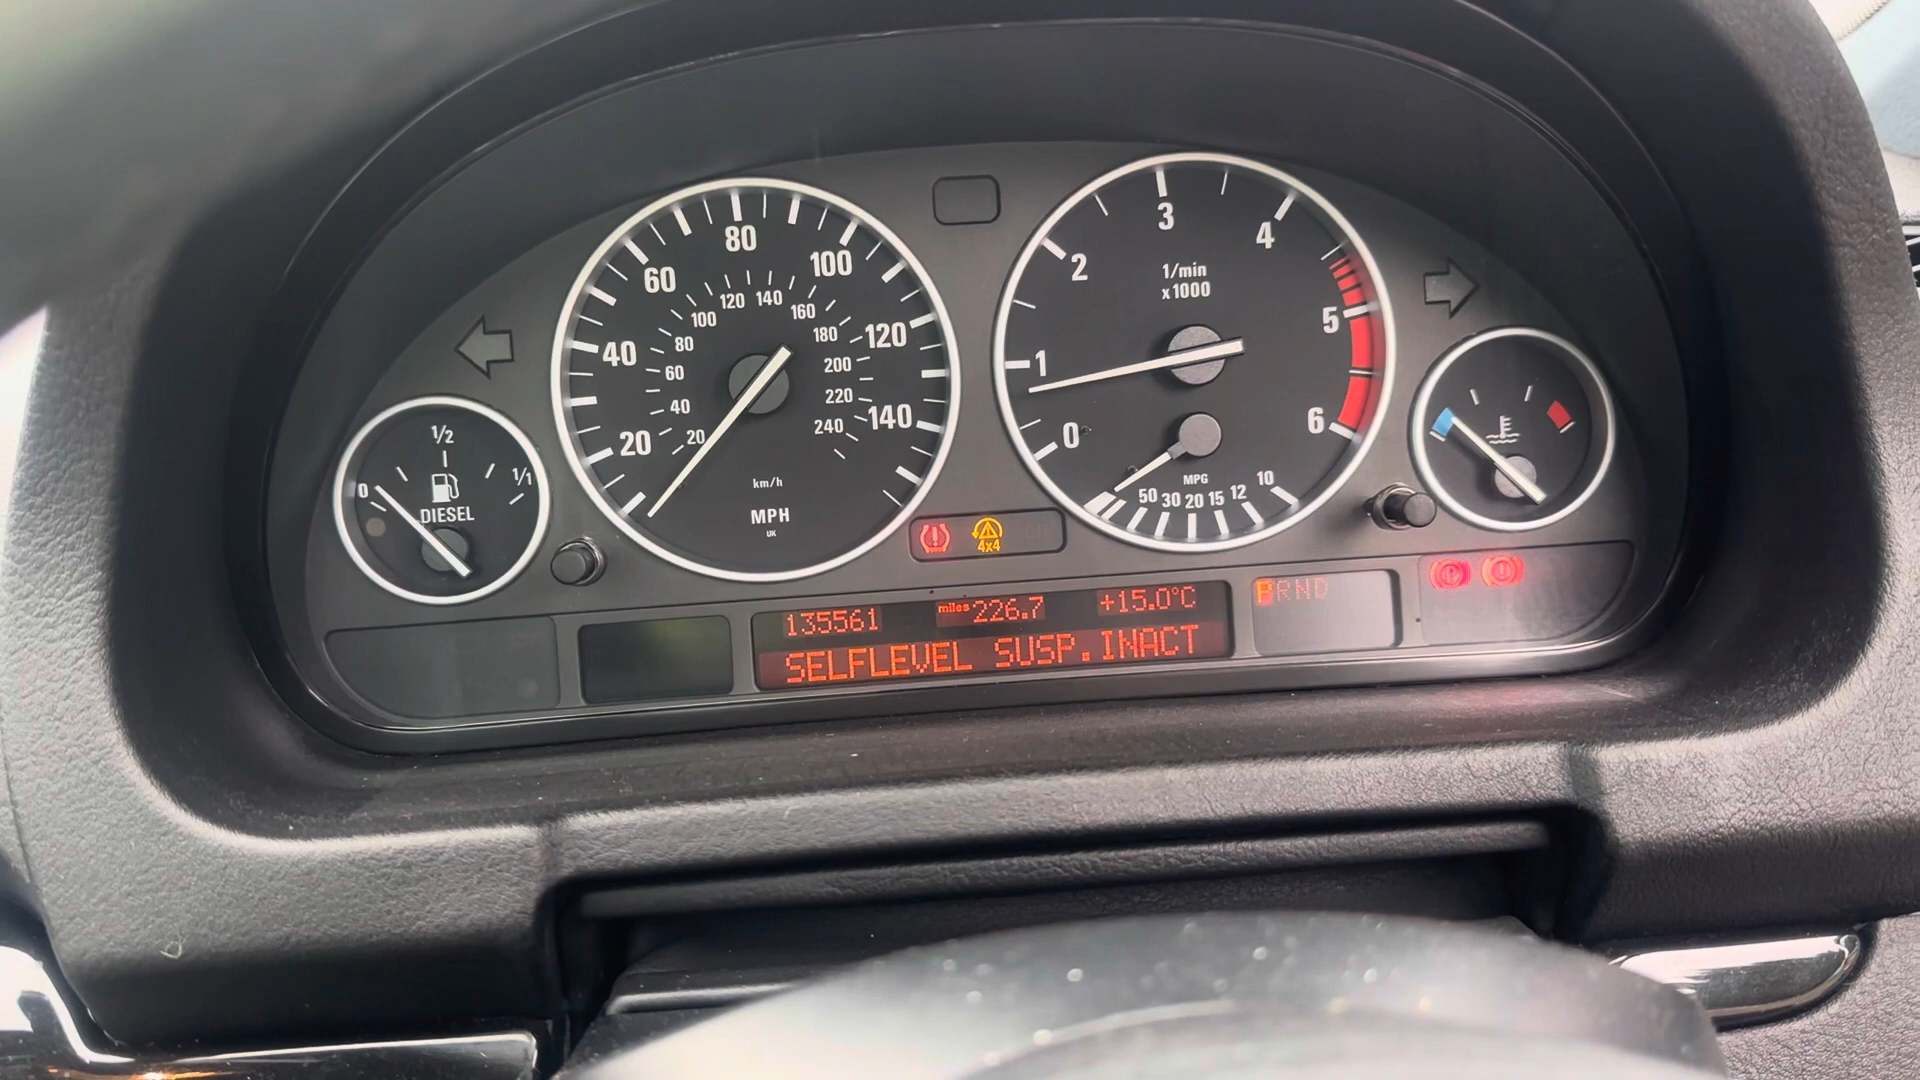 20
40
60
80
100
120
140
20
40
60
80
100
120
140
160
180
200
220
240
km/h
MPH
UK
0
1/2
1/1
DIESEL
0
1
2
3
4
5
6
1/min
x1000
MPG
50 30 20 15 12 10
4x4
135561 miles 226.7 +15.0°C
SELFLEVEL SUSP.INACT
PRND